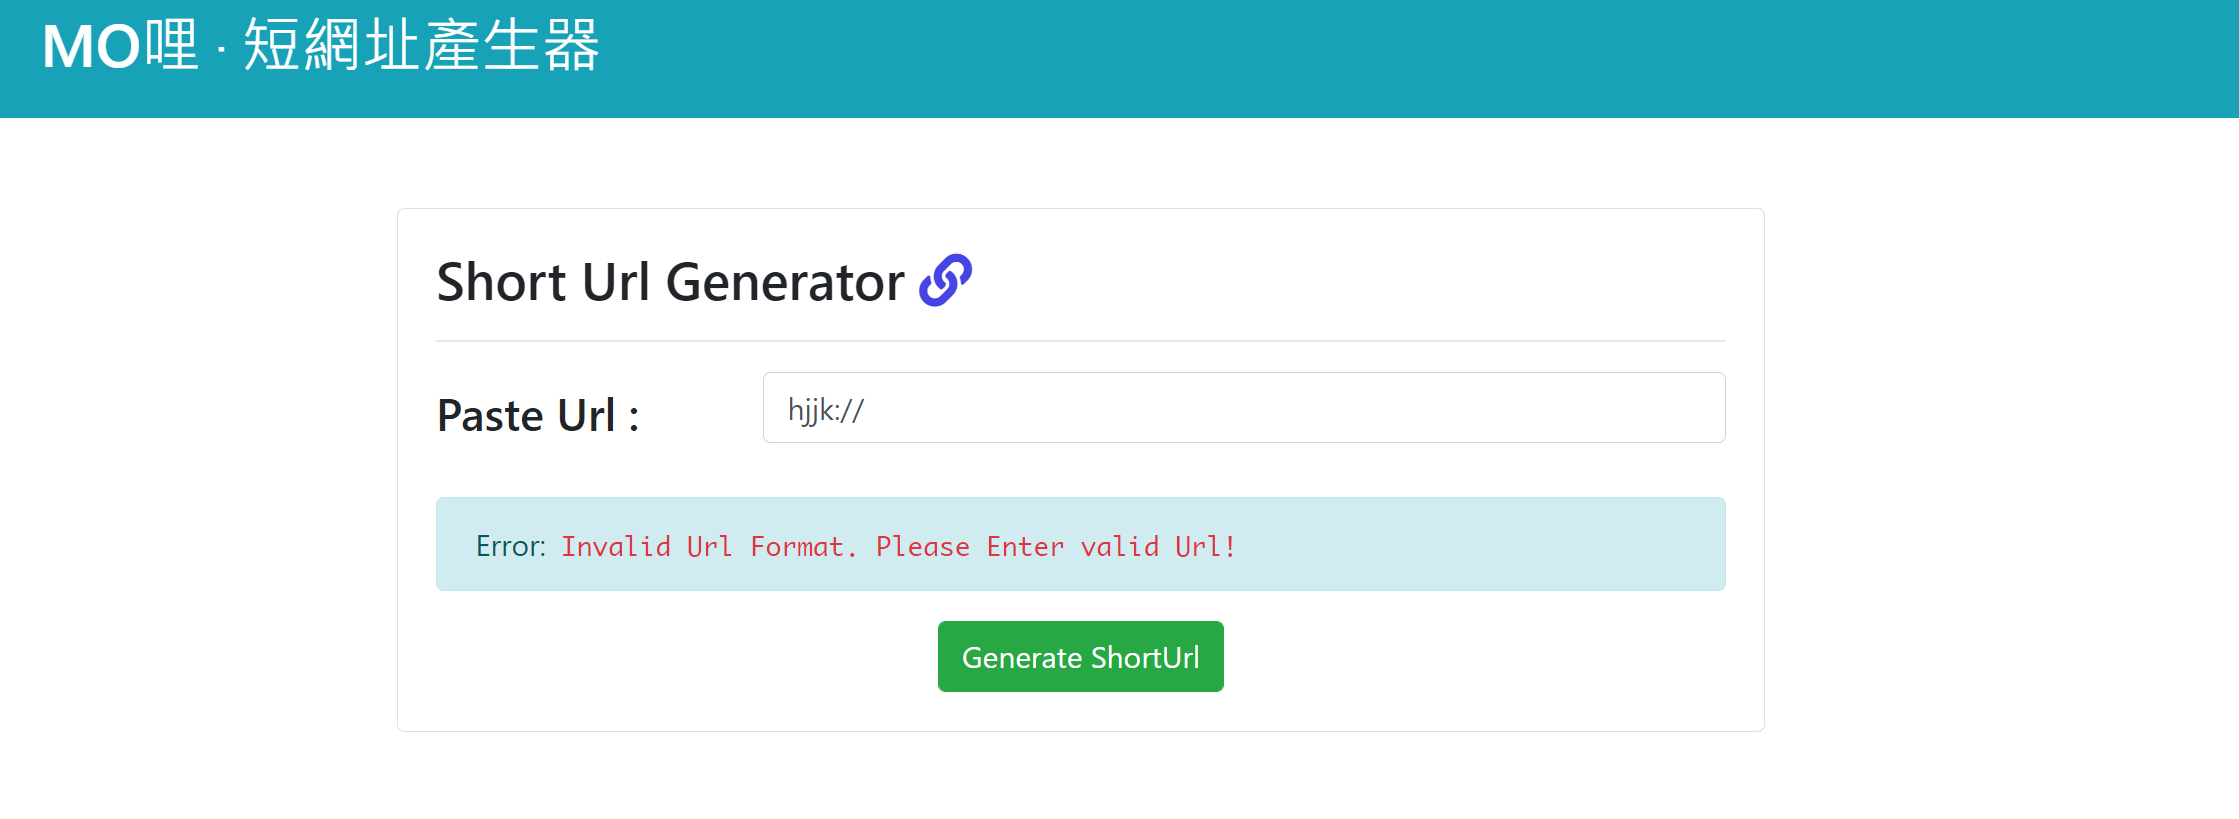 MO哩 · 短網址產生器
Short Url Generator
Paste Url :
hjjk://
Error: Invalid Url Format. Please Enter valid Url!
Generate ShortUrl